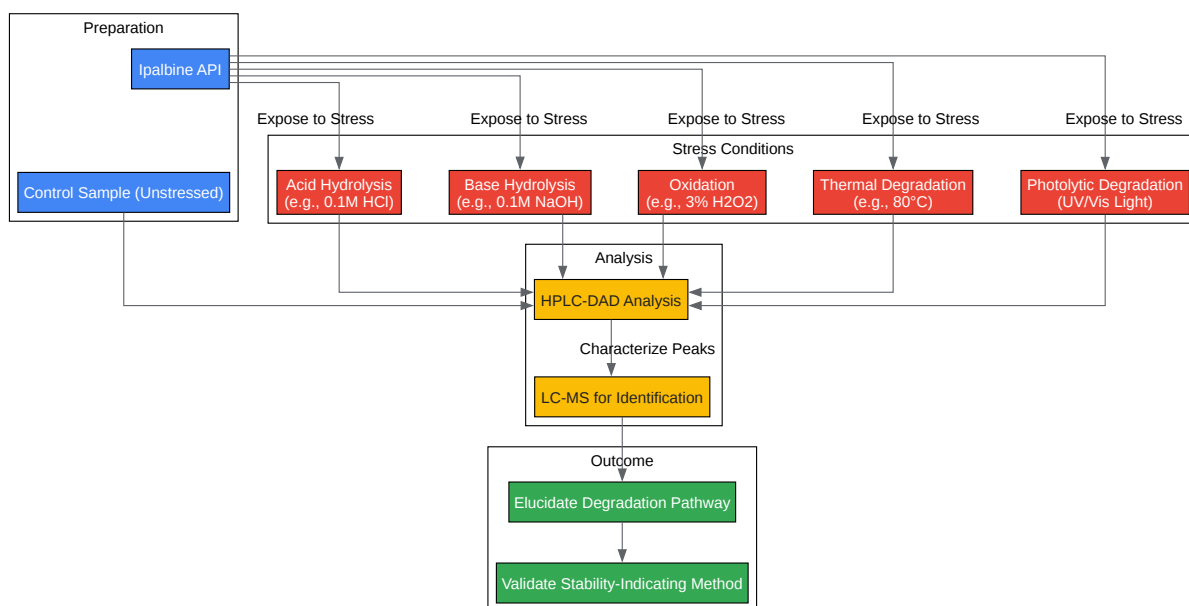 Preparation
Ipalbine API
Expose to Stress
Expose to Stress
Expose to Stress
Expose to Stress
Expose to Stress
Stress Conditions
Control Sample (Unstressed)
Acid Hydrolysis
(e.g., 0.1M HCl)
Base Hydrolysis
(e.g., 0.1M NaOH)
Oxidation
(e.g., 3% H2O2)
Thermal Degradation
(e.g., 80°C)
Photolytic Degradation
(UV/Vis Light)
Analysis
HPLC-DAD Analysis
Characterize Peaks
LC-MS for Identification
Outcome
Elucidate Degradation Pathway
Validate Stability-Indicating Method